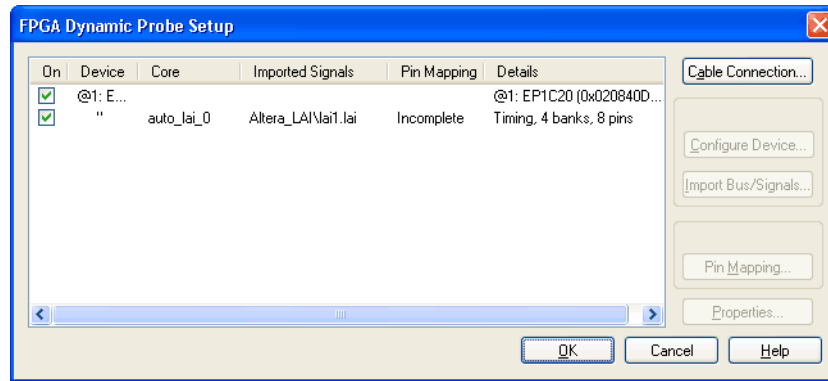 FPGA Dynamic Probe Setup
On Device Core Imported Signals Pin Mapping Details
@1: E... @1: EP1C20 (0x020840D...
" auto_lai_0 Altera_LAI\lai1.lai Incomplete Timing, 4 banks, 8 pins
Cable Connection...
Configure Device...
Import Bus/Signals...
Pin Mapping...
Properties...
OK Cancel Help